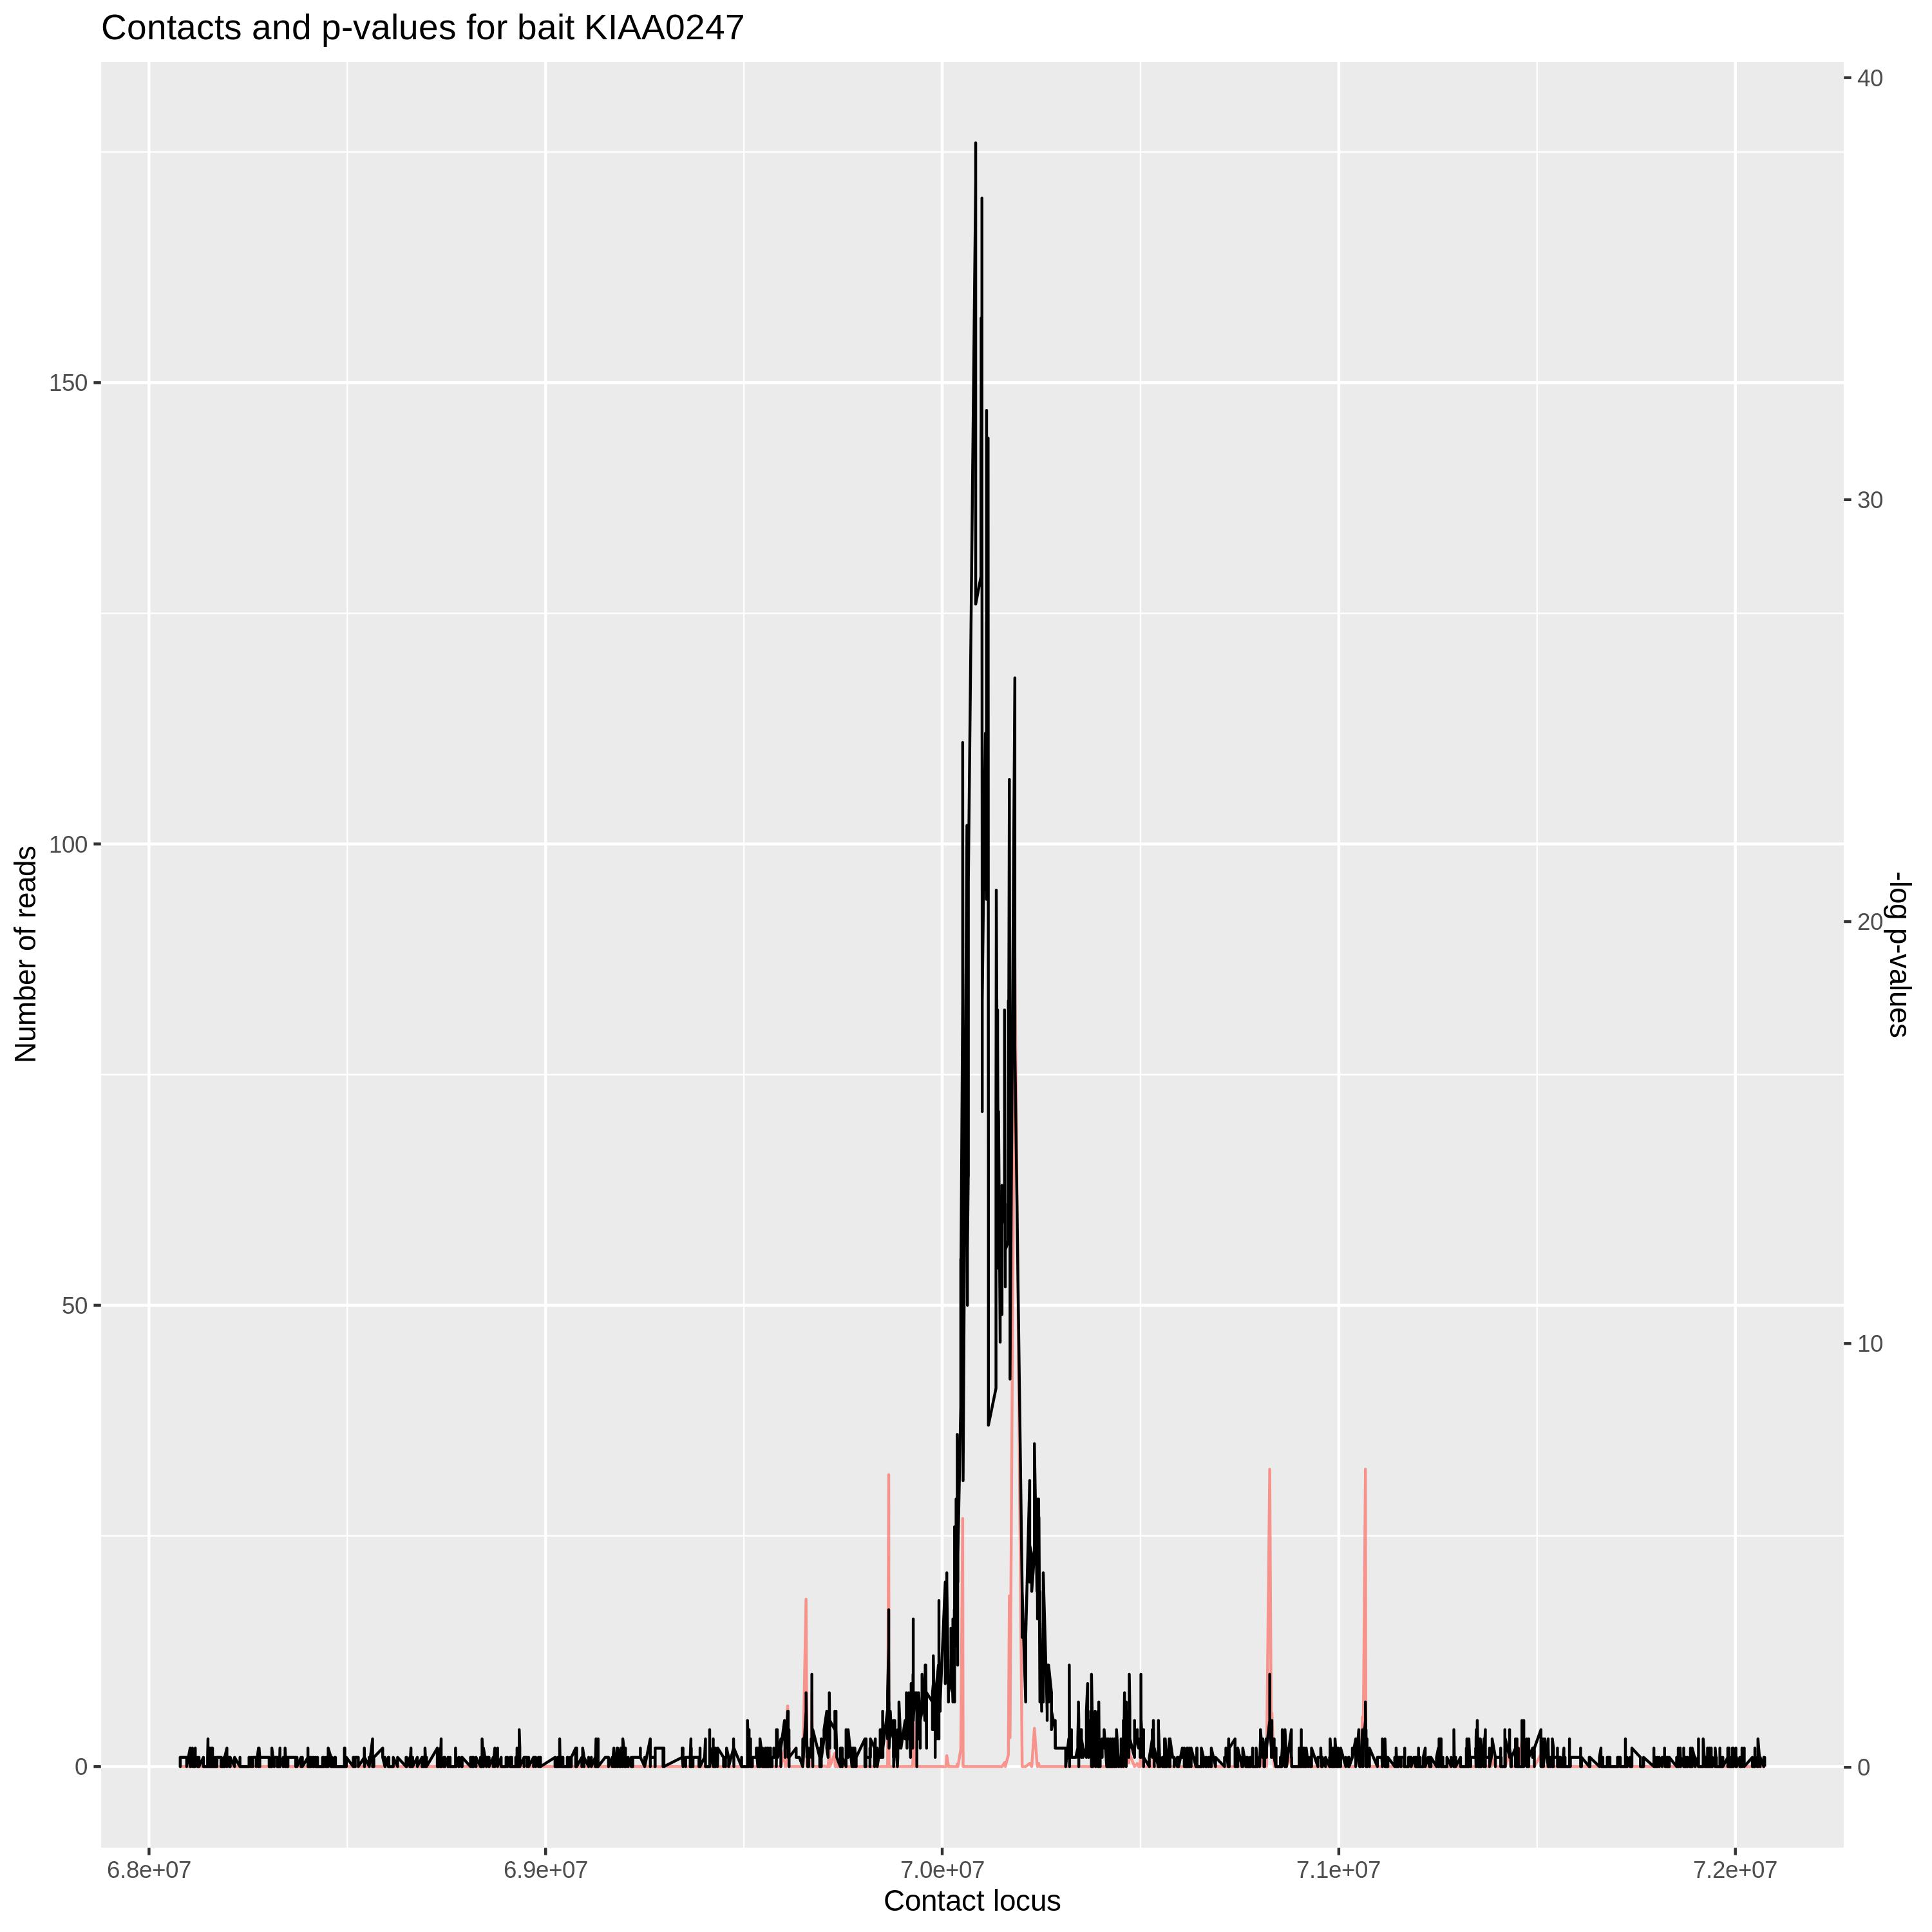 Contacts and p-values for bait KIAA0247
Number of reads
150
100
50
0
40
30
20
10
0
-log p-values
6.8e+07 6.9e+07 7.0e+07 7.1e+07 7.2e+07
Contact locus